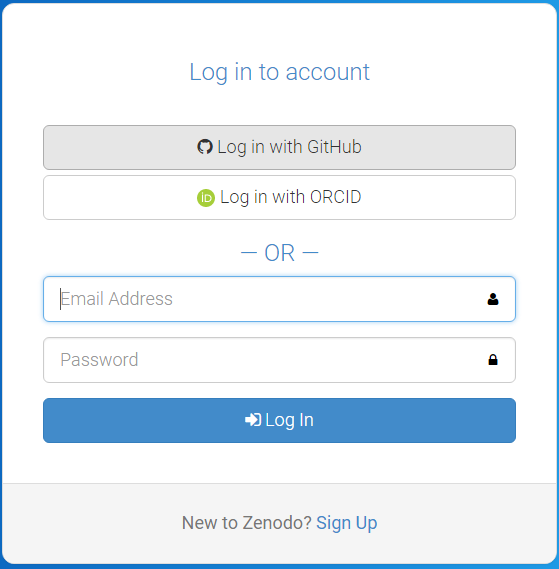 Log in to account
Log in with GitHub
iD Log in with ORCID
— OR —
Email Address
Password
Log In
New to Zenodo? Sign Up